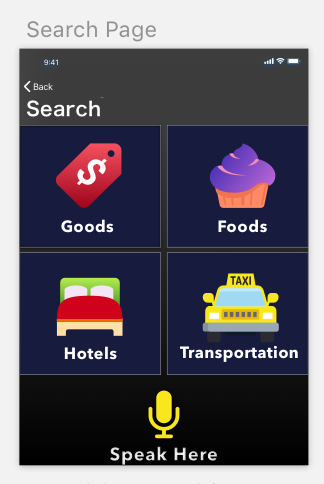 Search Page
9:41
Back
Search
$
Goods
Foods
Hotels
TAXI
Transportation
Speak Here